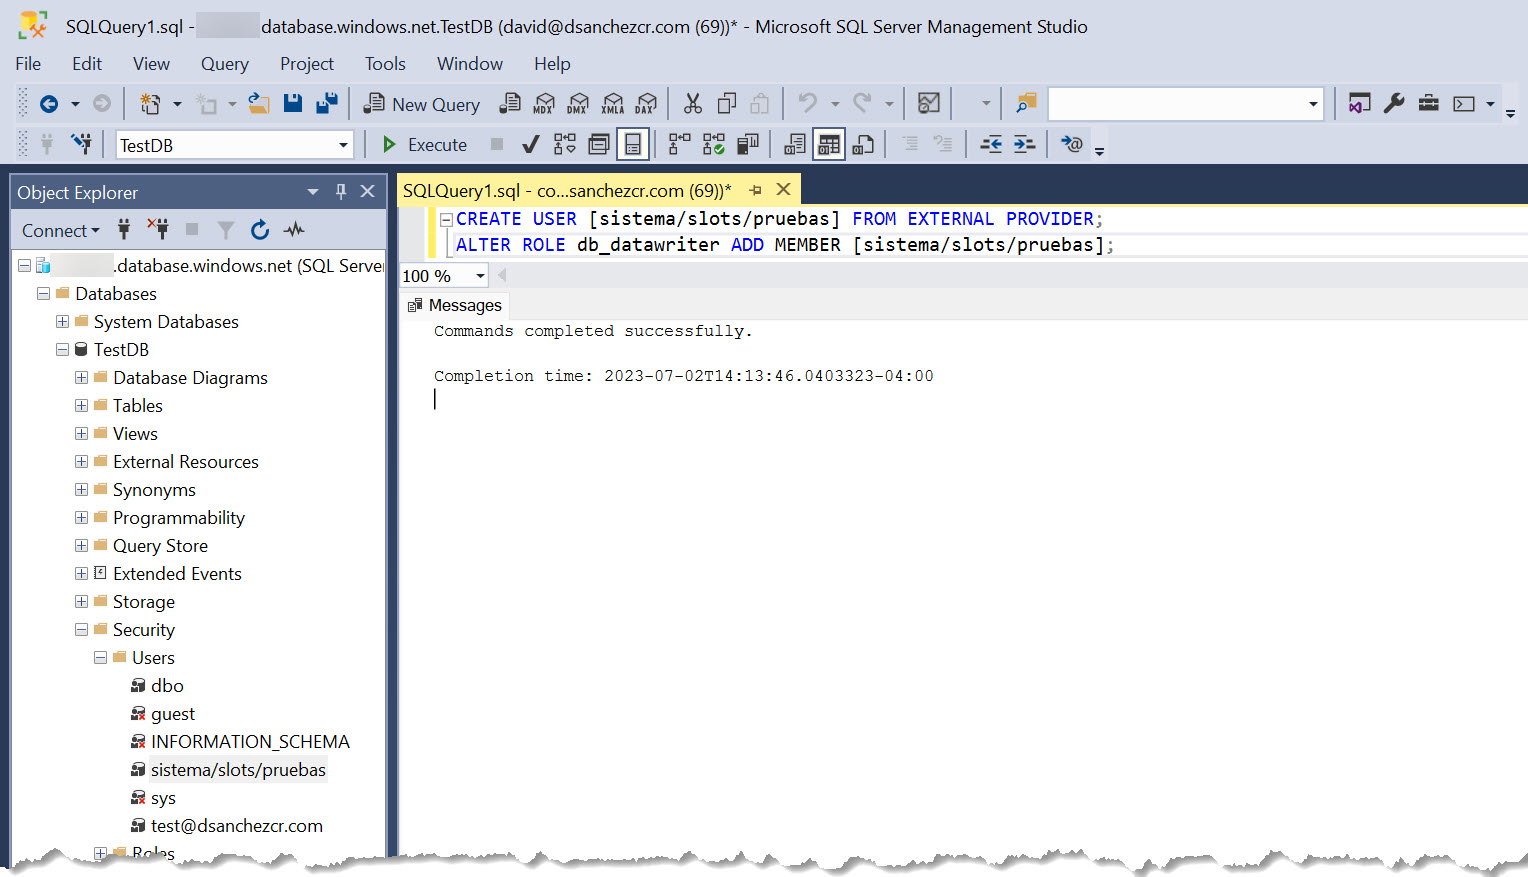 SQLQuery1.sql - database.windows.net.TestDB (david@dsanchezcr.com (69))* - Microsoft SQL Server Management Studio
File Edit View Query Project Tools Window Help
New Query MDX DMX XMLA DAX
TestDB Execute
Object Explorer
Connect
.database.windows.net (SQL Server
Databases
System Databases
TestDB
Database Diagrams
Tables
Views
External Resources
Synonyms
Programmability
Query Store
Extended Events
Storage
Security
Users
dbo
guest
INFORMATION_SCHEMA
sistema/slots/pruebas
sys
test@dsanchezcr.com
Roles
SQLQuery1.sql - co...sanchezcr.com (69))*
CREATE USER [sistema/slots/pruebas] FROM EXTERNAL PROVIDER;
ALTER ROLE db_datawriter ADD MEMBER [sistema/slots/pruebas];
100 %
Messages
Commands completed successfully.
Completion time: 2023-07-02T14:13:46.0403323-04:00